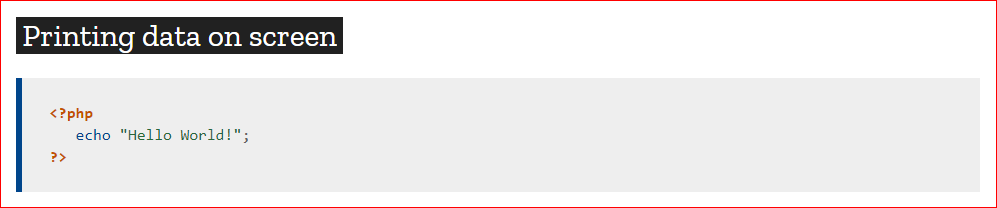 Printing data on screen
<?php
echo "Hello World!";
?>